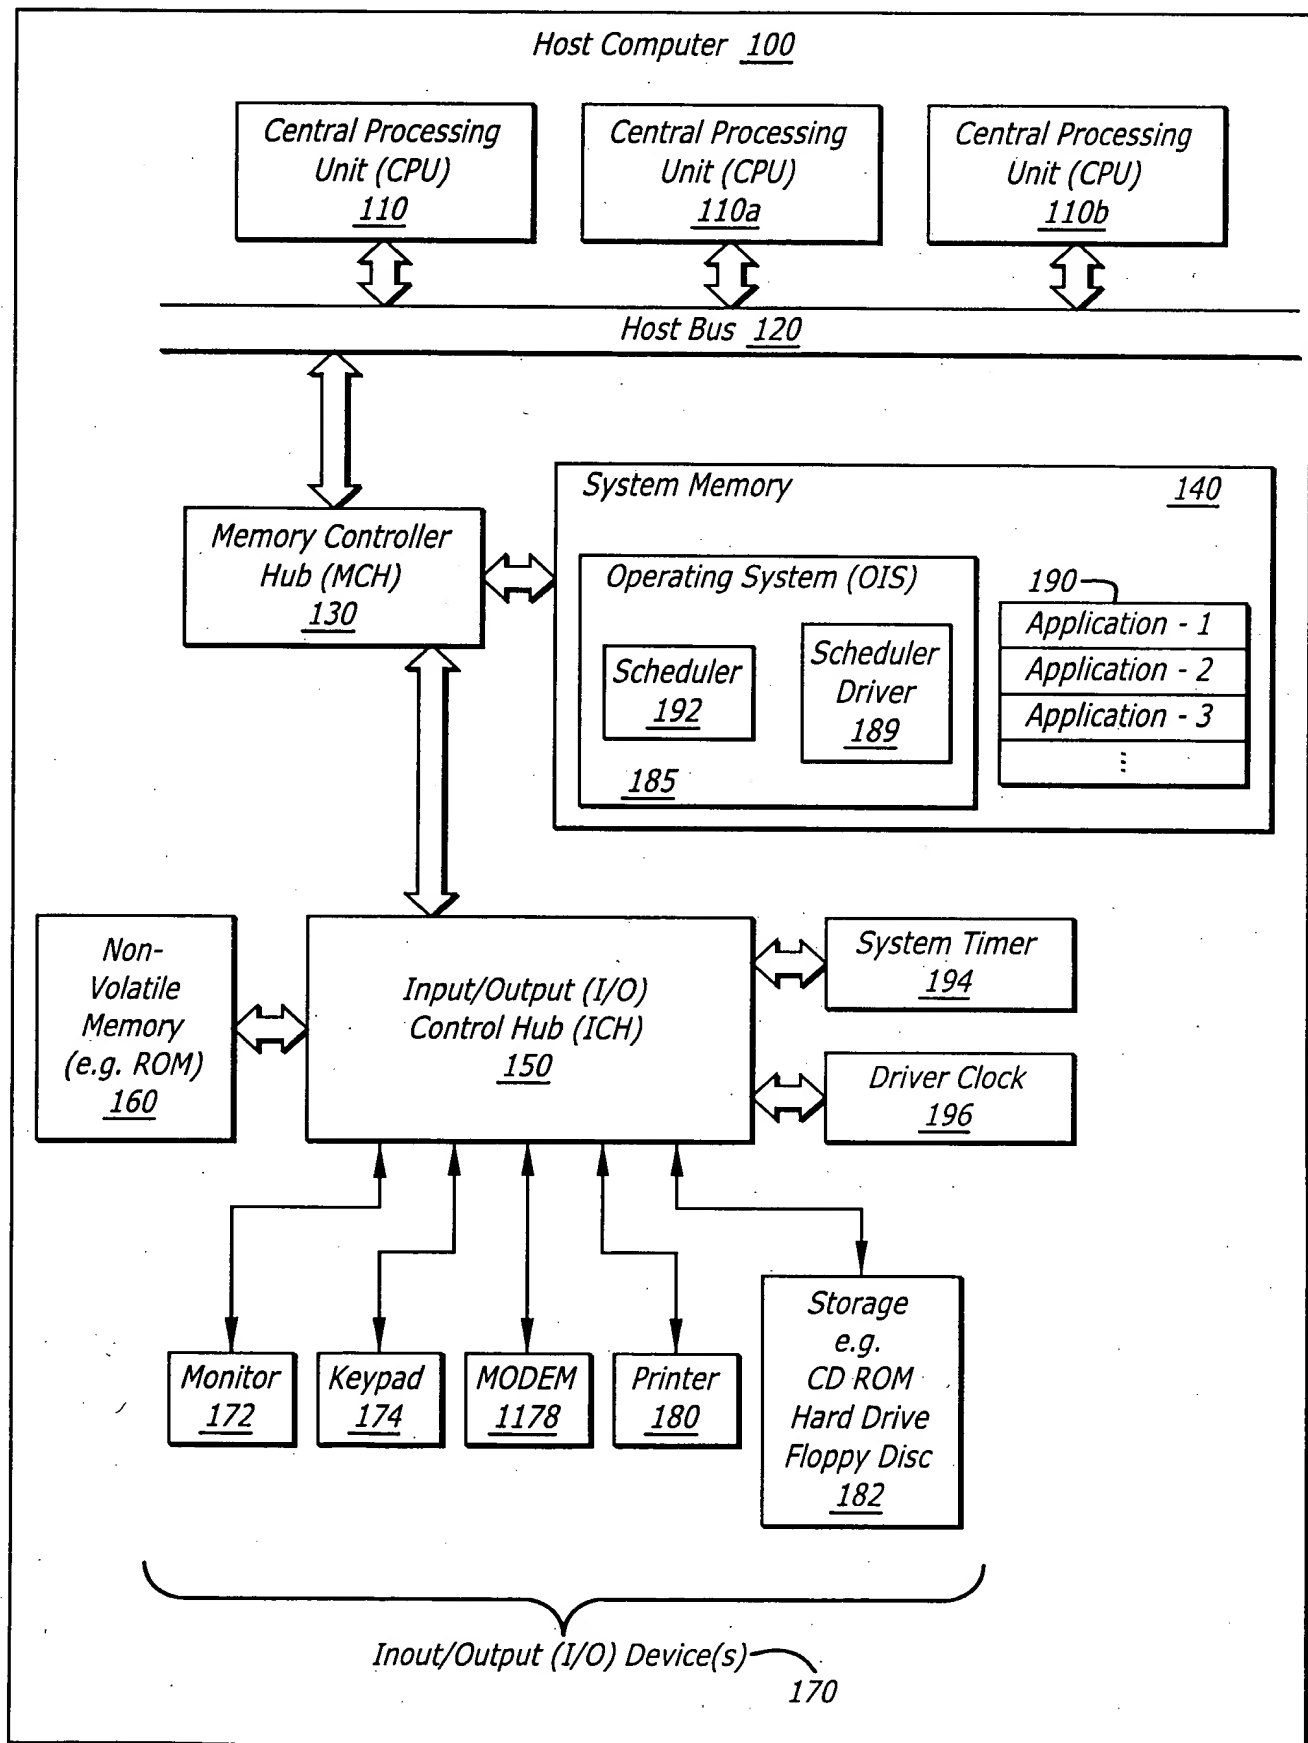 Host Computer 100
Central Processing
Unit (CPU)
110
Central Processing
Unit (CPU)
110a
Central Processing
Unit (CPU)
110b
Host Bus 120
System Memory
140
Memory Controller
Hub (MCH)
130
Operating System (OIS)
Scheduler
192
Scheduler
Driver
189
185
190
Application - 1
Application - 2
Application - 3
...
Non-
Volatile
Memory
(e.g. ROM)
160
Input/Output (I/O)
Control Hub (ICH)
150
System Timer
194
Driver Clock
196
Monitor
172
Keypad
174
MODEM
1178
Printer
180
Storage
e.g.
CD ROM
Hard Drive
Floppy Disc
182
Inout/Output (I/O) Device(s)
170